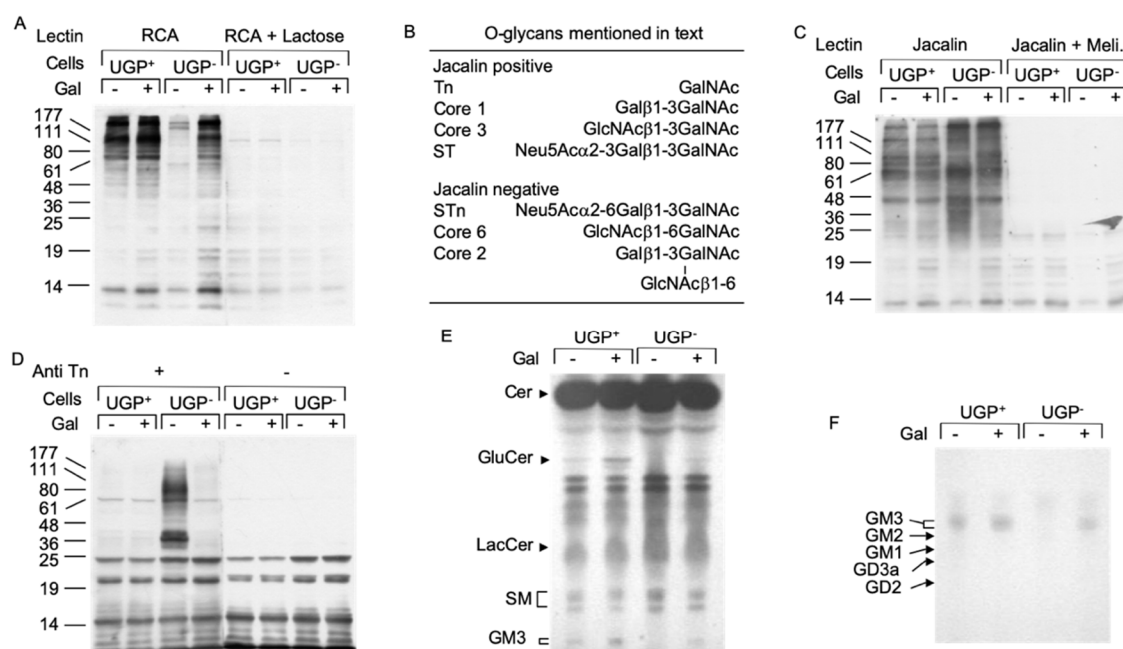 A
Lectin RCA RCA + Lactose
Cells UGP+ UGP- UGP+ UGP-
Gal - + - + - + - +
177
111
80
61
48
36
25
19
14
B
O-glycans mentioned in text
Jacalin positive
Tn GalNAc
Core 1 Galβ1-3GalNAc
Core 3 GlcNAcβ1-3GalNAc
ST Neu5Acα2-3Galβ1-3GalNAc
Jacalin negative
STn Neu5Acα2-6Galβ1-3GalNAc
Core 6 GlcNAcβ1-6GalNAc
Core 2 Galβ1-3GalNAc
GlcNAcβ1-6
C
Lectin Jacalin Jacalin + Meli.
Cells UGP+ UGP- UGP+ UGP-
Gal - + - + - + - +
177
111
80
61
48
36
25
19
14
D
Anti Tn + -
Cells UGP+ UGP- UGP+ UGP-
Gal - + - + - + - +
177
111
80
61
48
36
25
19
14
E
UGP+ UGP-
Gal - + - +
Cer
GluCer
LacCer
SM
GM3
F
UGP+ UGP-
Gal - + - +
GM3
GM2
GM1
GD3a
GD2